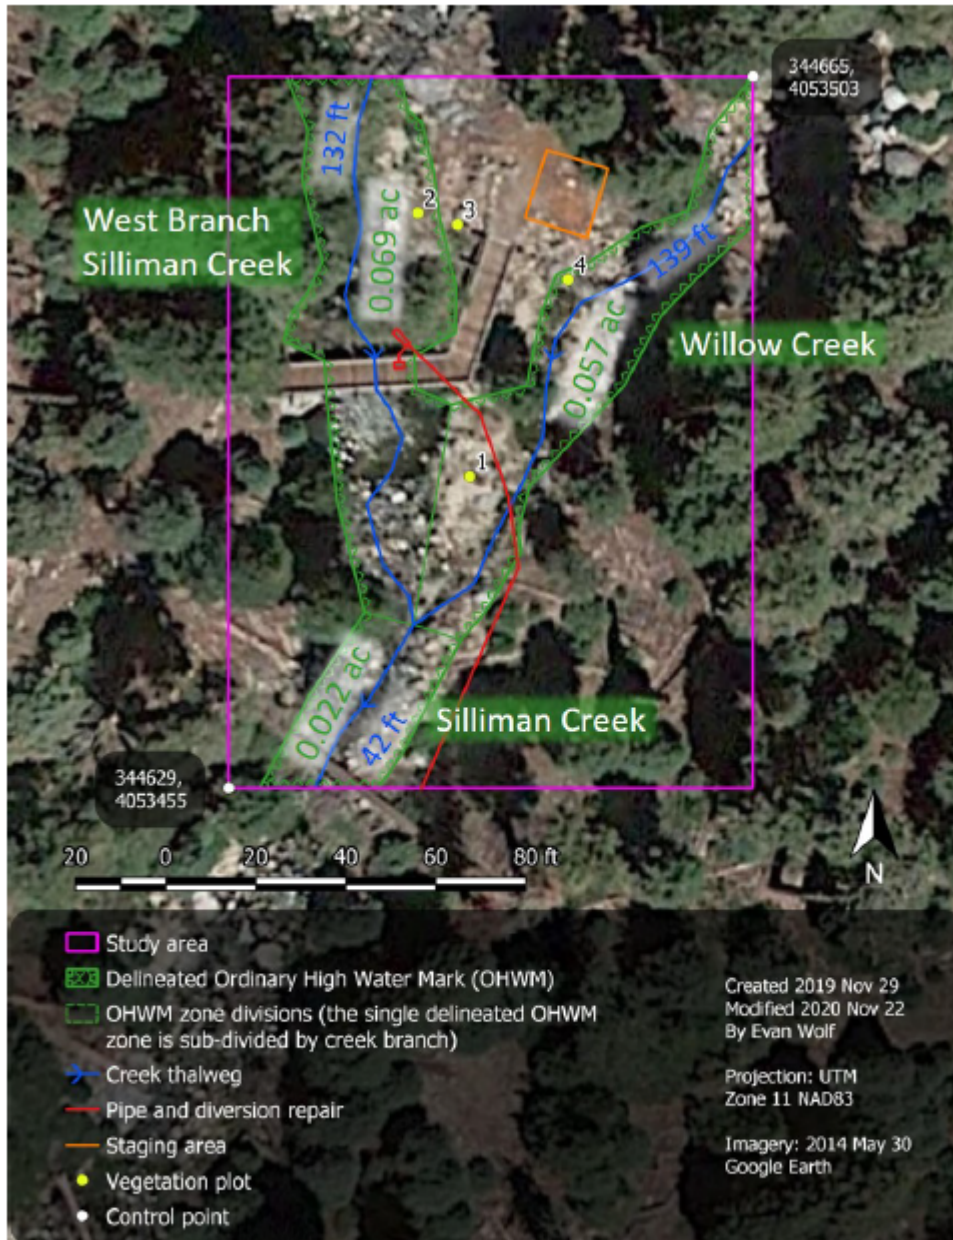 344665,
4053503
132 ft
West Branch
Silliman Creek
0.069 ac
2
3
4
139 ft
0.057 ac
Willow Creek
1
0.022 ac
42 ft
Silliman Creek
344629,
4053455
20 0 20 40 60 80 ft
N
Study area
Delineated Ordinary High Water Mark (OHWM)
OHWM zone divisions (the single delineated OHWM
zone is sub-divided by creek branch)
Creek thalweg
Pipe and diversion repair
Staging area
Vegetation plot
Control point
Created 2019 Nov 29
Modified 2020 Nov 22
By Evan Wolf
Projection: UTM
Zone 11 NAD83
Imagery: 2014 May 30
Google Earth